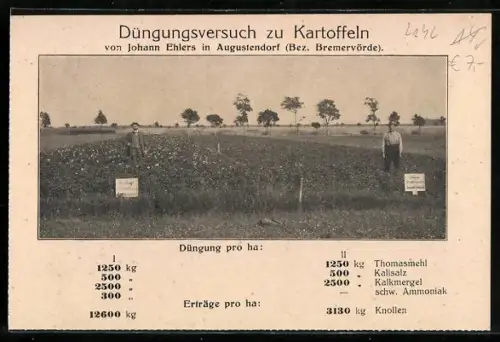 Düngungsversuch zu Kartoffeln
von Johann Ehlers in Augustendorf (Bez. Bremervörde).
€ 7.-
Düngung pro ha:
I II
1250 kg 1250 kg Thomasmehl
500 „ 500 „ Kalisalz
2500 „ 2500 „ Kalkmergel
300 „ — schw. Ammoniak
Erträge pro ha:
12600 kg 3130 kg Knollen